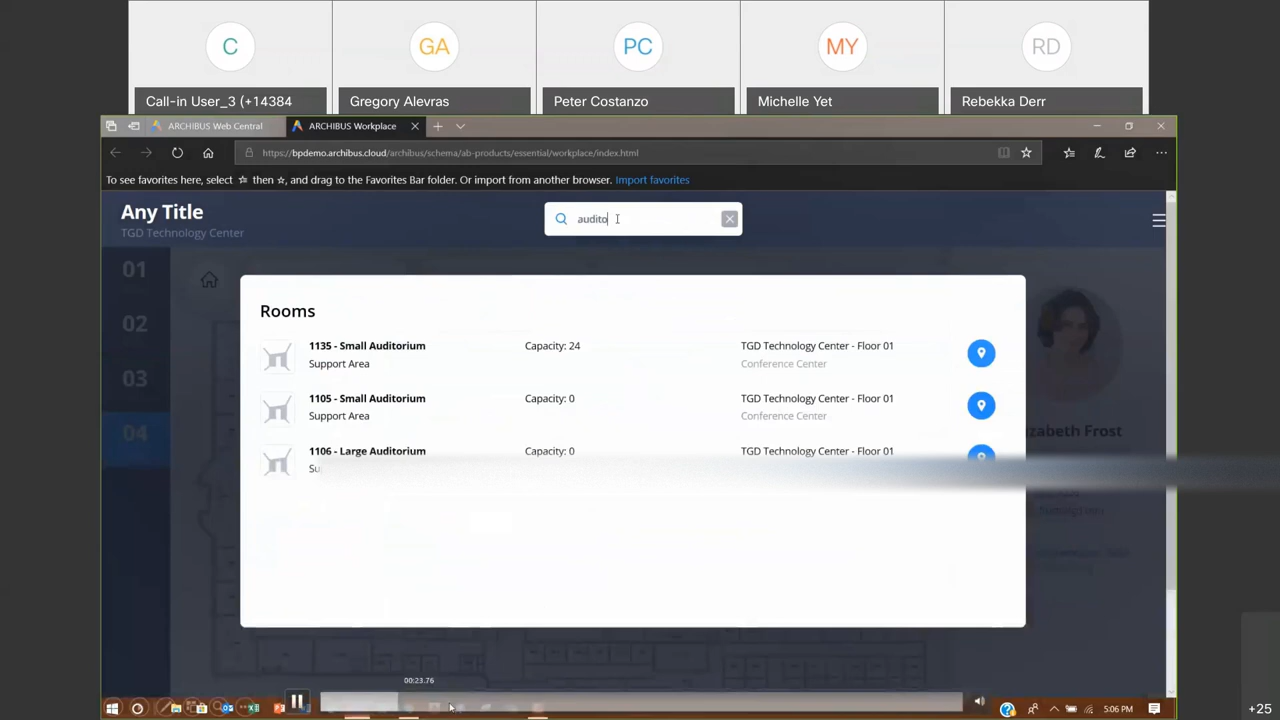 C
GA
PC
MY
RD
Call-in User_3 (+14384
Gregory Alevras
Peter Costanzo
Michelle Yet
Rebekka Derr
ARCHIBUS Web Central
ARCHIBUS Workplace
https://bpdemo.archibus.cloud/archibus/schema/ab-products/essential/workplace/index.html
To see favorites here, select ☆ then ☆, and drag to the Favorites Bar folder. Or import from another browser. Import favorites
Any Title
TGD Technology Center
audito
01
02
03
04
Rooms
1135 - Small Auditorium
Capacity: 24
TGD Technology Center - Floor 01
Support Area
Conference Center
1105 - Small Auditorium
Capacity: 0
TGD Technology Center - Floor 01
Support Area
Conference Center
1106 - Large Auditorium
Capacity: 0
TGD Technology Center - Floor 01
Su
zabeth Frost
00:23.76
5:06 PM
+25